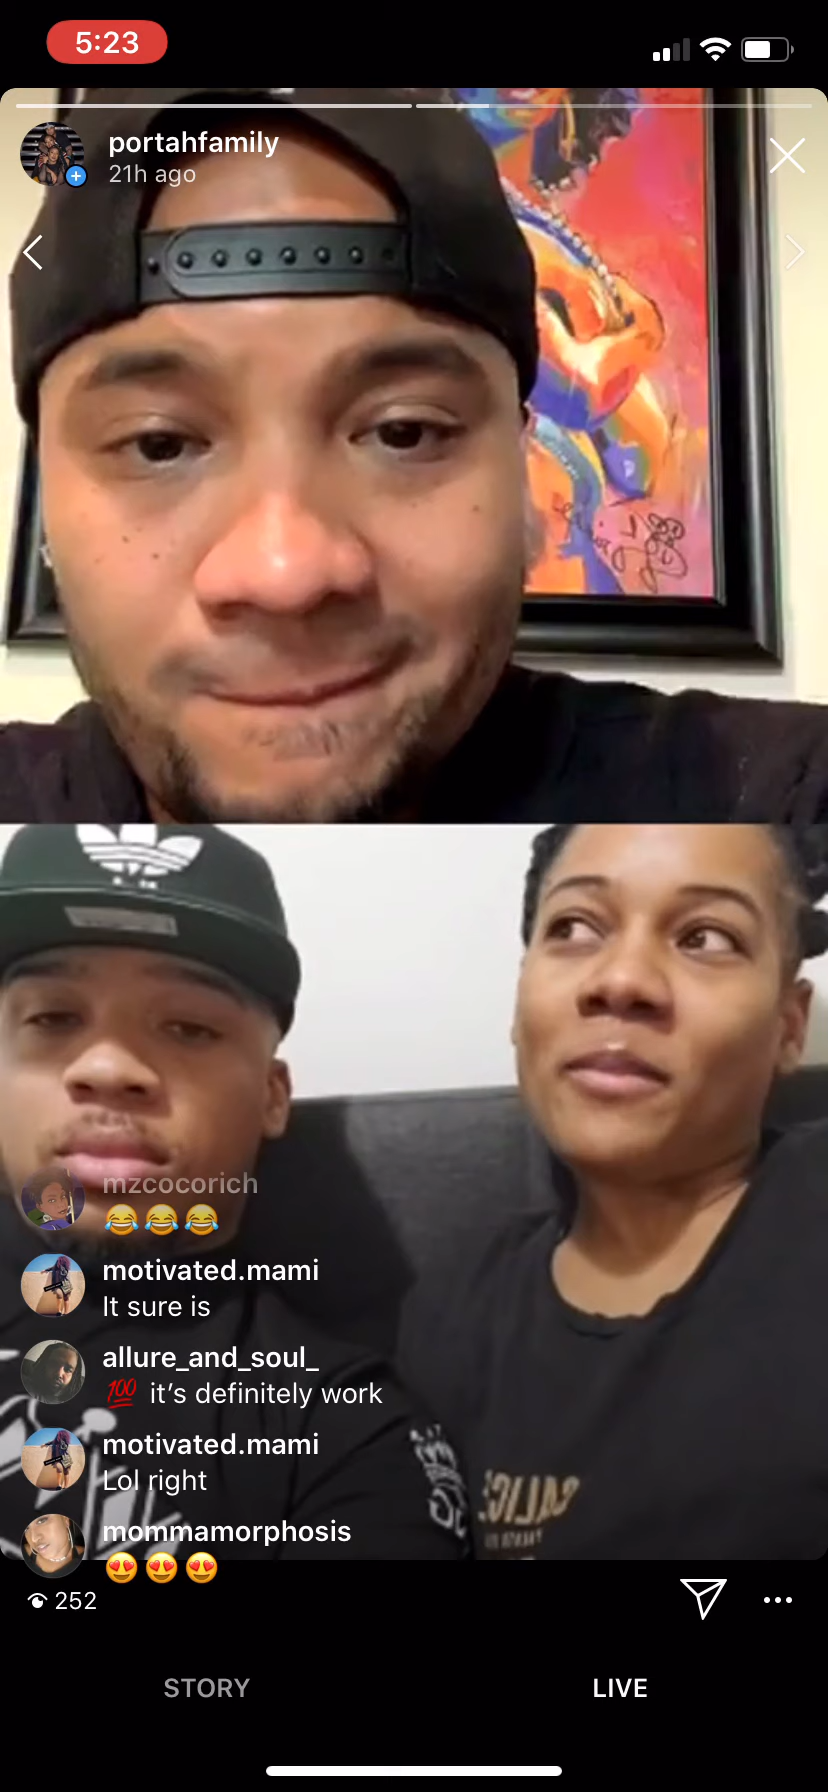 5:23
portahfamily
21h ago
mzcocorich
😂😂😂
motivated.mami
It sure is
allure_and_soul_
💯 it's definitely work
motivated.mami
Lol right
mommamorphosis
😍😍😍
252
STORY
LIVE